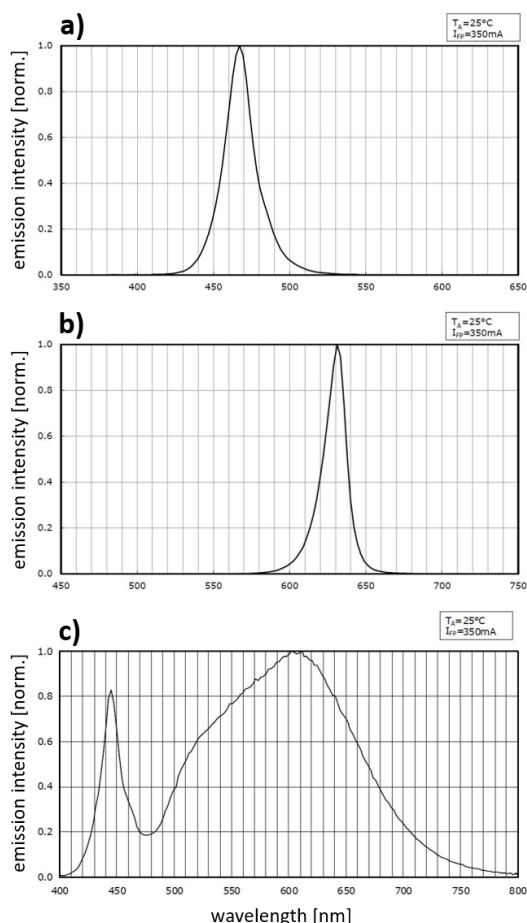 a)
T_A=25°C
I_FP=350mA
emission intensity [norm.]
1.0
0.8
0.6
0.4
0.2
0.0
350 400 450 500 550 600 650
b)
T_A=25°C
I_FP=350mA
emission intensity [norm.]
1.0
0.8
0.6
0.4
0.2
0.0
450 500 550 600 650 700 750
c)
T_A=25°C
I_FP=350mA
emission intensity [norm.]
1.0
0.8
0.6
0.4
0.2
0.0
400 450 500 550 600 650 700 750 800
wavelength [nm]